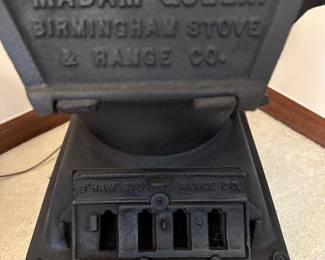 MADAM QUEEN
BIRMINGHAM STOVE
& RANGE CO.
B'HAM STOVE RANGE CO.